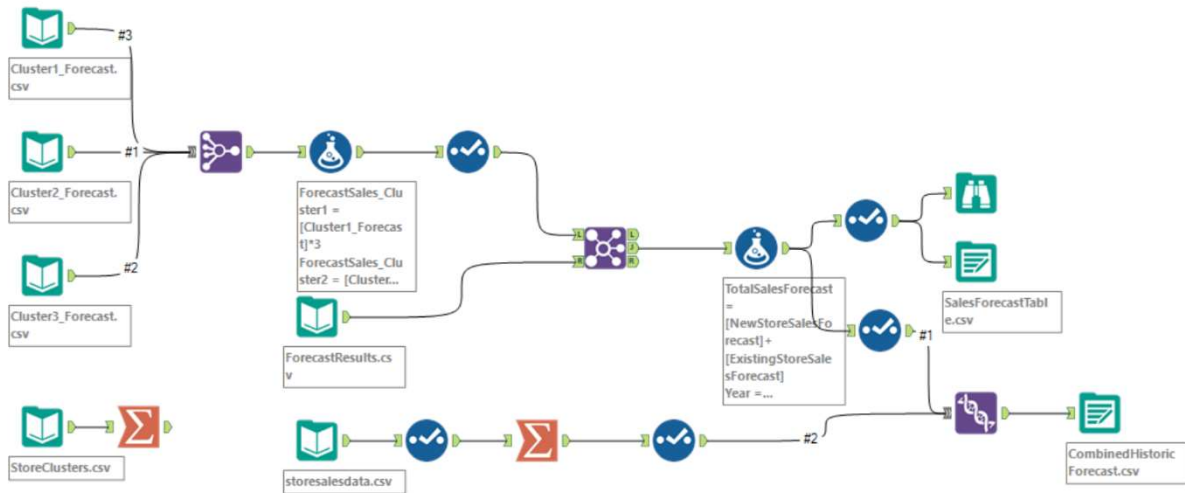 #3
Cluster1_Forecast.
csv
#1
Cluster2_Forecast.
csv
#2
Cluster3_Forecast.
csv
ForecastSales_Clu
ster1 =
[Cluster1_Forecas
t]*3
ForecastSales_Clu
ster2 = [Cluster...
L
R
L
J
R
ForecastResults.cs
v
TotalSalesForecast
=
[NewStoreSalesFo
recast]+
[ExistingStoreSale
sForecast]
Year =...
SalesForecastTabl
e.csv
#1
StoreClusters.csv
storesalesdata.csv
#2
CombinedHistoric
Forecast.csv